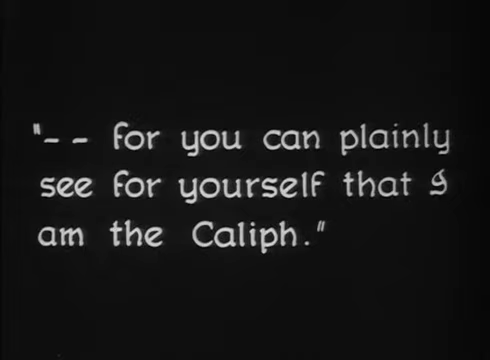 "-- for you can plainly
see for yourself that I
am the Caliph."